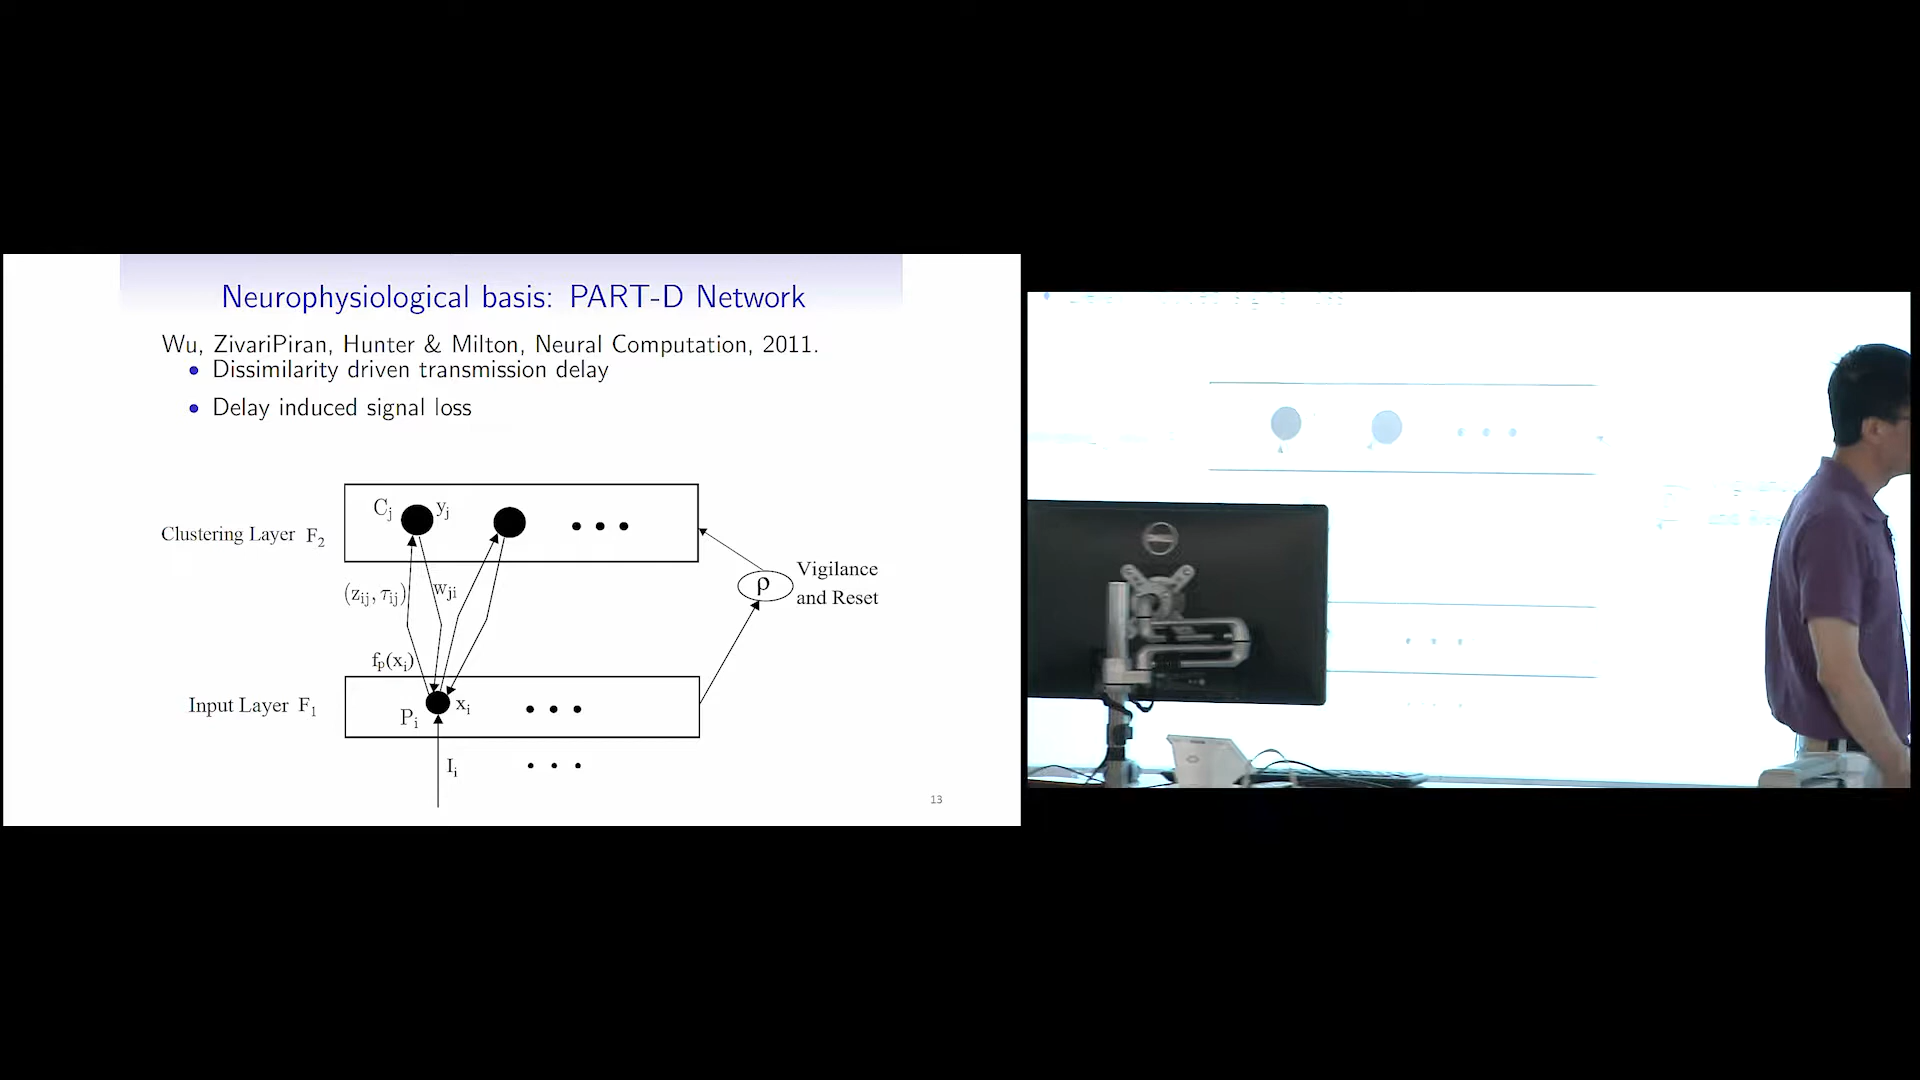 Neurophysiological basis: PART-D Network
Wu, ZivariPiran, Hunter & Milton, Neural Computation, 2011.
• Dissimilarity driven transmission delay
• Delay induced signal loss
C_j y_j
Clustering Layer F_2
(z_ij, τ_ij) w_ji
ρ Vigilance
and Reset
f_p(x_i)
Input Layer F_1
P_i x_i
I_i
13